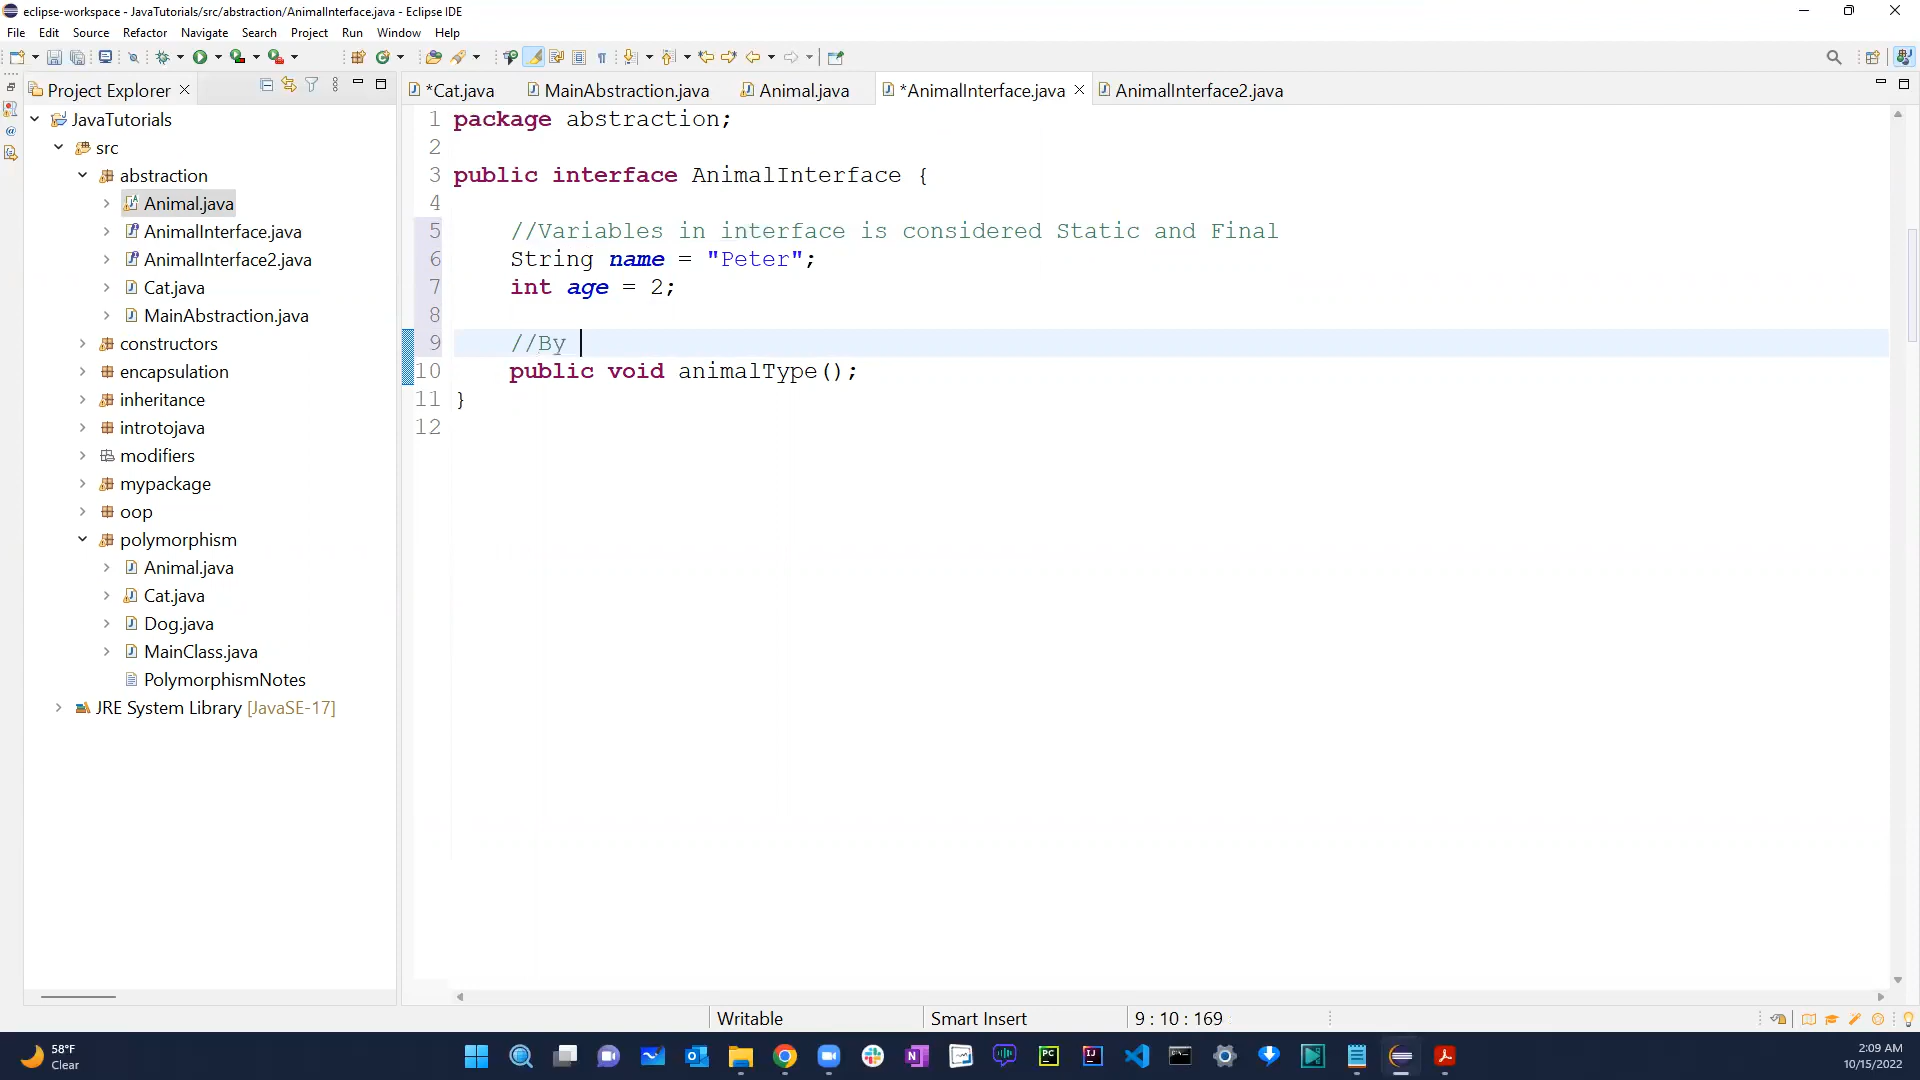 eclipse-workspace - JavaTutorials/src/abstraction/AnimalInterface.java - Eclipse IDE
File Edit Source Refactor Navigate Search Project Run Window Help
Project Explorer
*Cat.java MainAbstraction.java Animal.java *AnimalInterface.java AnimalInterface2.java
JavaTutorials
src
abstraction
Animal.java
AnimalInterface.java
AnimalInterface2.java
Cat.java
MainAbstraction.java
constructors
encapsulation
inheritance
introtojava
modifiers
mypackage
oop
polymorphism
Animal.java
Cat.java
Dog.java
MainClass.java
PolymorphismNotes
JRE System Library [JavaSE-17]
1 package abstraction;
2
3 public interface AnimalInterface {
4
5 //Variables in interface is considered Static and Final
6 String name = "Peter";
7 int age = 2;
8
9 //By
10 public void animalType();
11 }
12
Writable Smart Insert 9 : 10 : 169
58°F
Clear
2:09 AM
10/15/2022